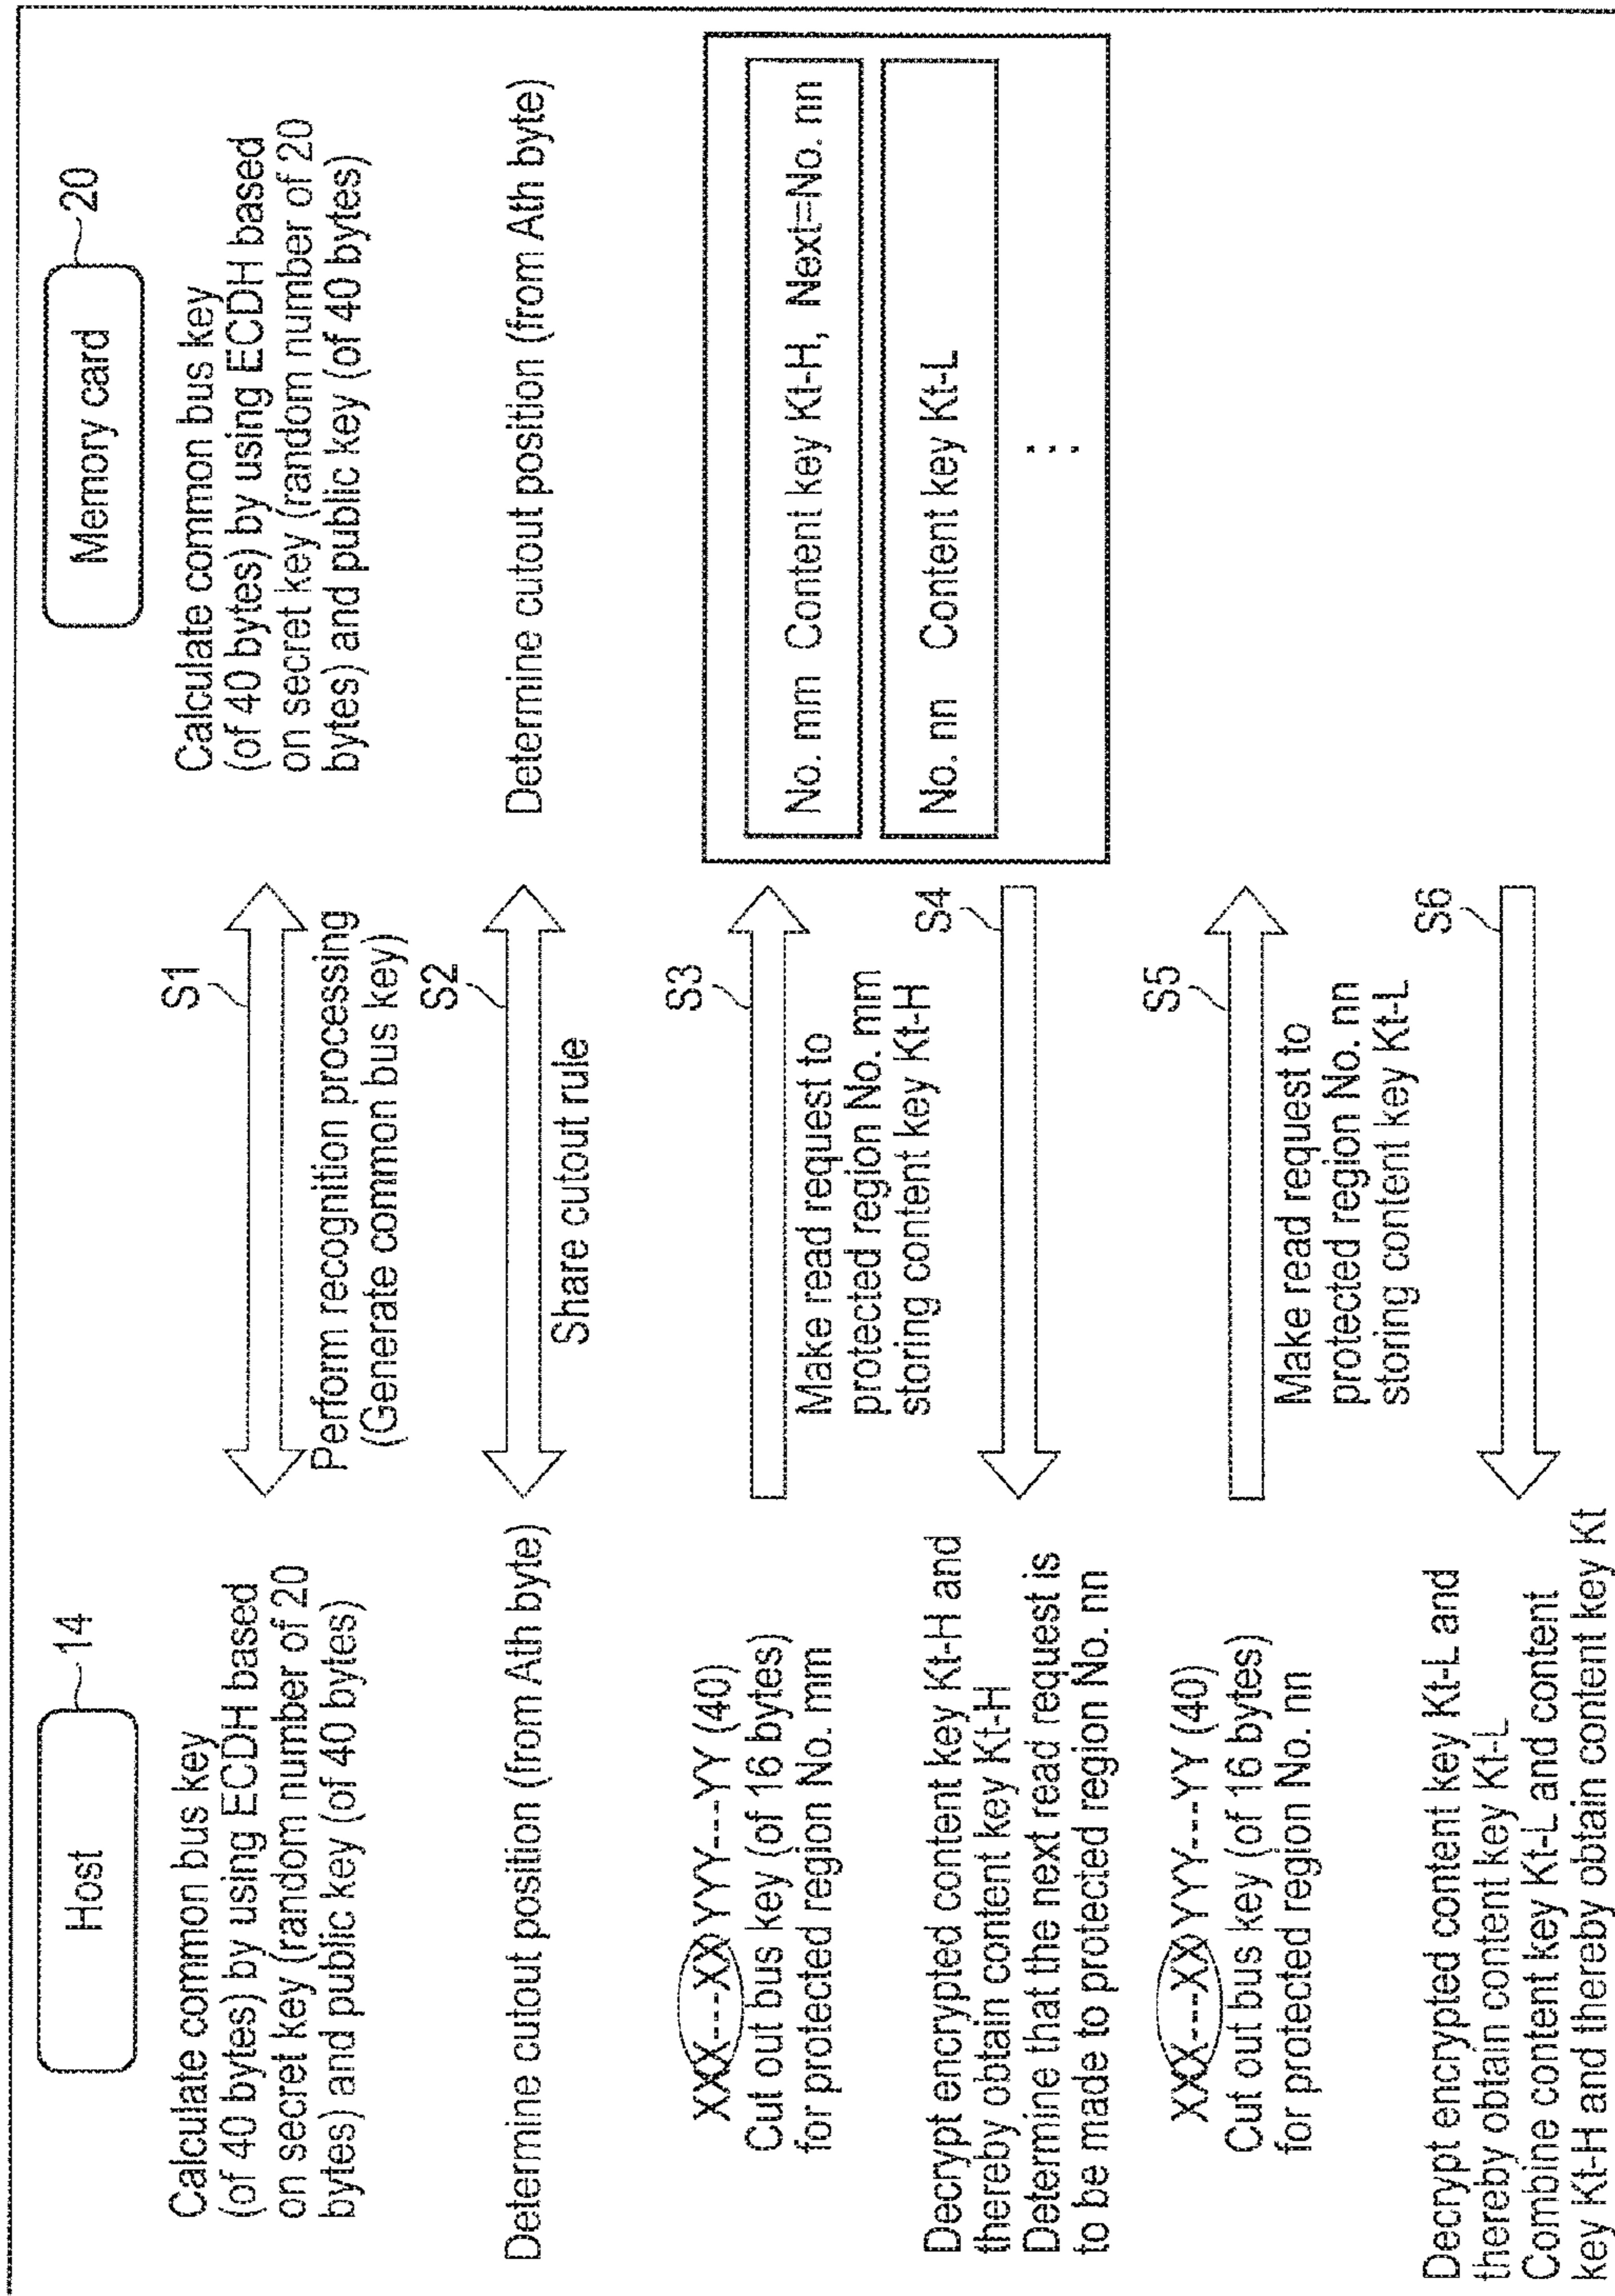 Host
14
Memory card
20
Calculate common bus key
(of 40 bytes) by using ECDH based
on secret key (random number of 20
bytes) and public key (of 40 bytes)
S1
Perform recognition processing
(Generate common bus key)
Calculate common bus key
(of 40 bytes) by using ECDH based
on secret key (random number of 20
bytes) and public key (of 40 bytes)
Determine cutout position (from Ath byte)
S2
Share cutout rule
Determine cutout position (from Ath byte)
XXX---XXYYY---YY (40)
Cut out bus key (of 16 bytes)
for protected region No. mm
S3
Make read request to
protected region No. mm
storing content key Kt-H
No. mm Content key Kt-H, Next=No. nn
No. nn Content key Kt-L
⋮
Decrypt encrypted content key Kt-H and
thereby obtain content key Kt-H
Determine that the next read request is
to be made to protected region No. nn
S4
XXX---XXYYY---YY (40)
Cut out bus key (of 16 bytes)
for protected region No. nn
S5
Make read request to
protected region No. nn
storing content key Kt-L
Decrypt encrypted content key Kt-L and
thereby obtain content key Kt-L
Combine content key Kt-L and content
key Kt-H and thereby obtain content key Kt
S6